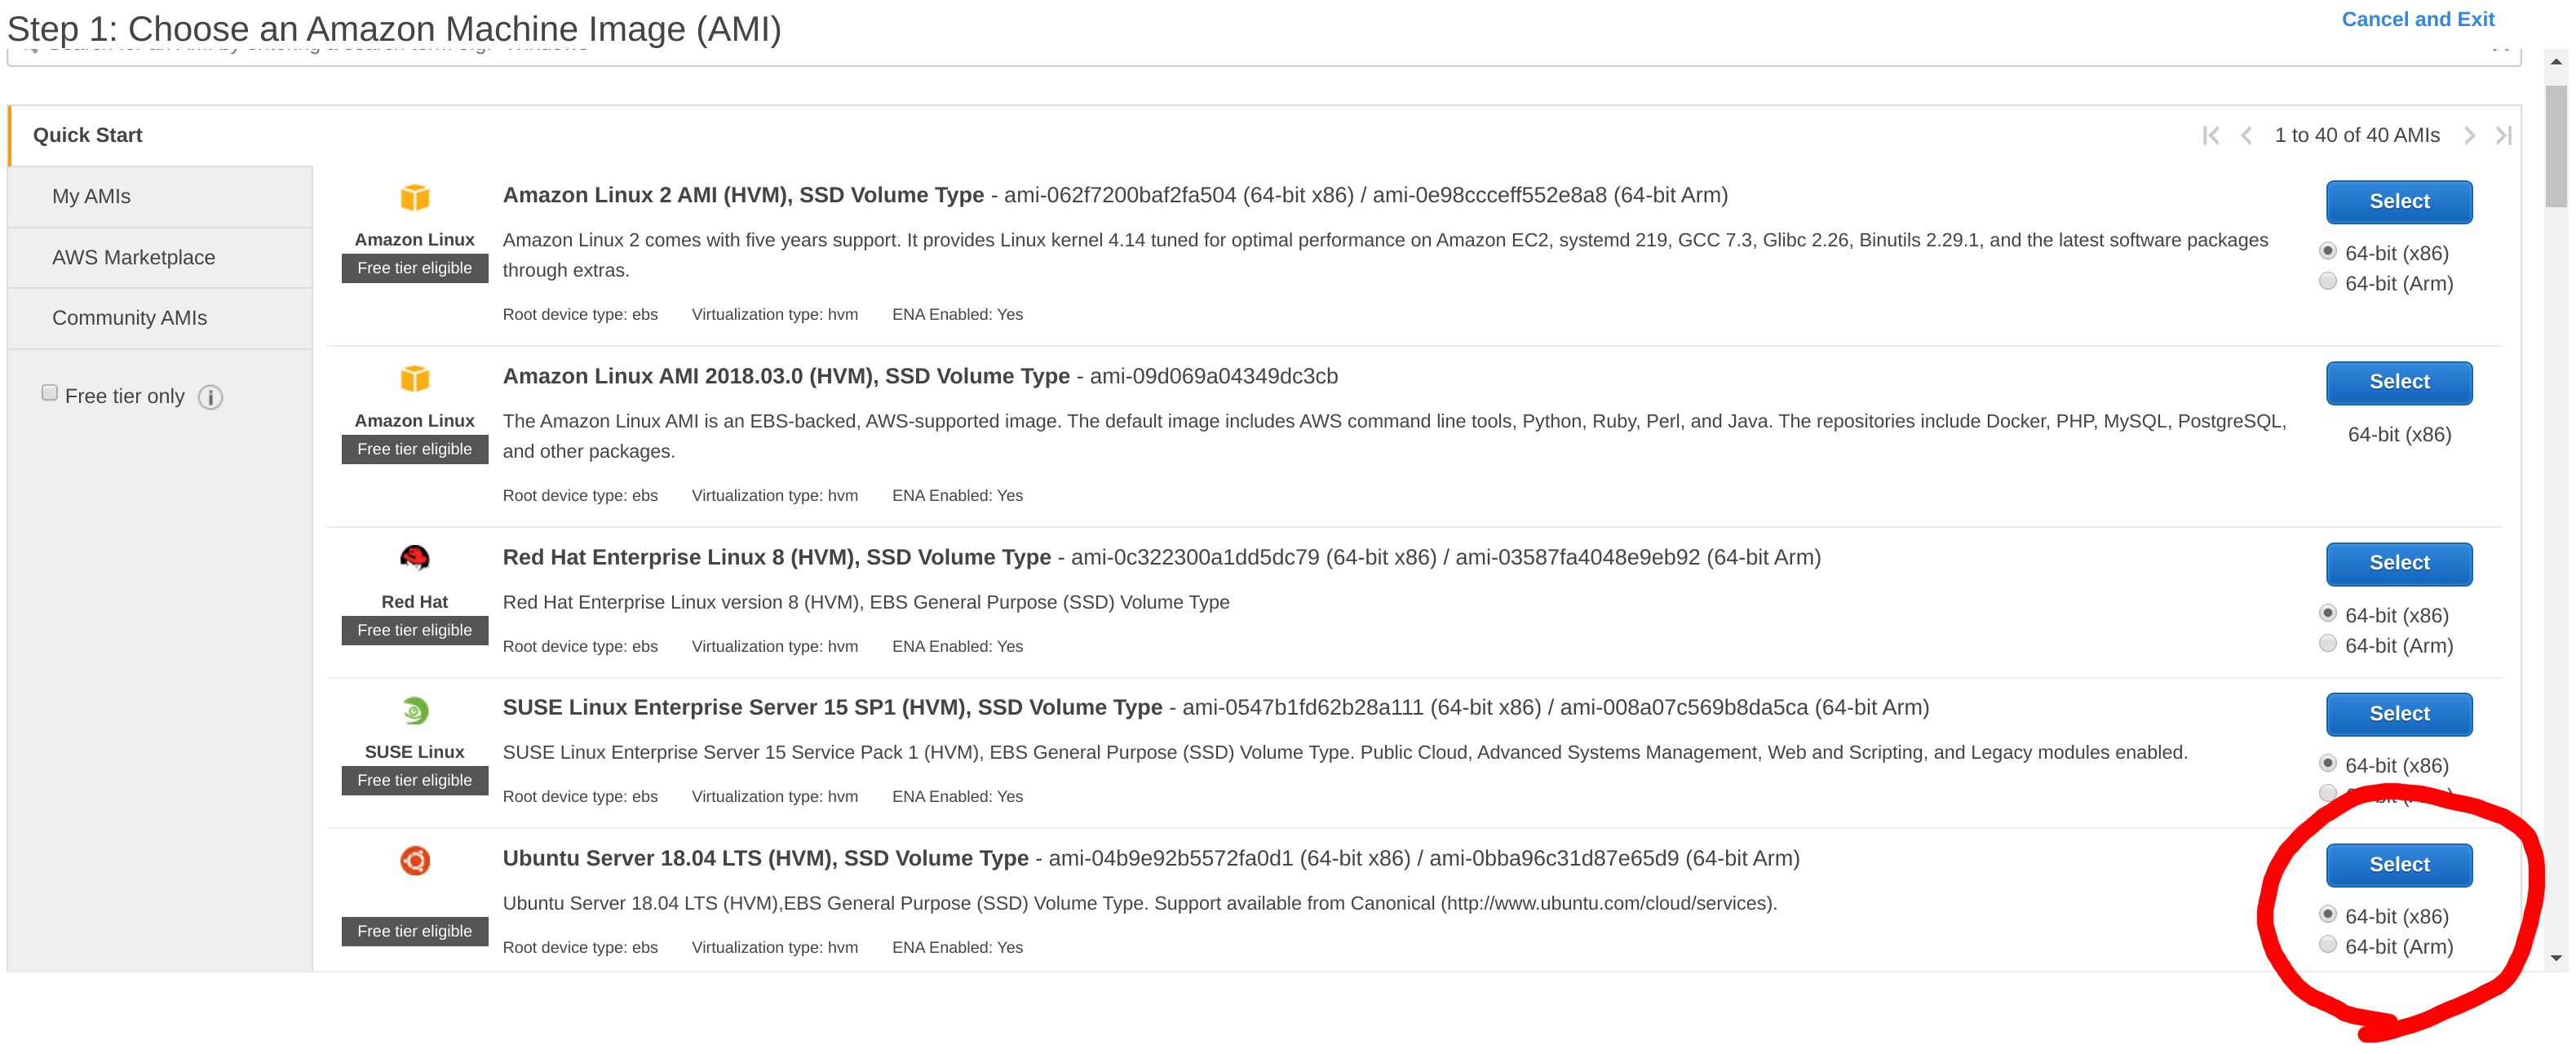 Step 1: Choose an Amazon Machine Image (AMI)
Cancel and Exit
Quick Start
1 to 40 of 40 AMIs
My AMIs
AWS Marketplace
Community AMIs
Free tier only
Amazon Linux 2 AMI (HVM), SSD Volume Type - ami-062f7200baf2fa504 (64-bit x86) / ami-0e98ccceff552e8a8 (64-bit Arm)
Select
Amazon Linux
Free tier eligible
Amazon Linux 2 comes with five years support. It provides Linux kernel 4.14 tuned for optimal performance on Amazon EC2, systemd 219, GCC 7.3, Glibc 2.26, Binutils 2.29.1, and the latest software packages
through extras.
64-bit (x86)
64-bit (Arm)
Root device type: ebs Virtualization type: hvm ENA Enabled: Yes
Amazon Linux AMI 2018.03.0 (HVM), SSD Volume Type - ami-09d069a04349dc3cb
Select
Amazon Linux
Free tier eligible
The Amazon Linux AMI is an EBS-backed, AWS-supported image. The default image includes AWS command line tools, Python, Ruby, Perl, and Java. The repositories include Docker, PHP, MySQL, PostgreSQL,
and other packages.
64-bit (x86)
Root device type: ebs Virtualization type: hvm ENA Enabled: Yes
Red Hat Enterprise Linux 8 (HVM), SSD Volume Type - ami-0c322300a1dd5dc79 (64-bit x86) / ami-03587fa4048e9eb92 (64-bit Arm)
Select
Red Hat
Free tier eligible
Red Hat Enterprise Linux version 8 (HVM), EBS General Purpose (SSD) Volume Type
64-bit (x86)
64-bit (Arm)
Root device type: ebs Virtualization type: hvm ENA Enabled: Yes
SUSE Linux Enterprise Server 15 SP1 (HVM), SSD Volume Type - ami-0547b1fd62b28a111 (64-bit x86) / ami-008a07c569b8da5ca (64-bit Arm)
Select
SUSE Linux
Free tier eligible
SUSE Linux Enterprise Server 15 Service Pack 1 (HVM), EBS General Purpose (SSD) Volume Type. Public Cloud, Advanced Systems Management, Web and Scripting, and Legacy modules enabled.
64-bit (x86)
Root device type: ebs Virtualization type: hvm ENA Enabled: Yes
Ubuntu Server 18.04 LTS (HVM), SSD Volume Type - ami-04b9e92b5572fa0d1 (64-bit x86) / ami-0bba96c31d87e65d9 (64-bit Arm)
Select
Free tier eligible
Ubuntu Server 18.04 LTS (HVM),EBS General Purpose (SSD) Volume Type. Support available from Canonical (http://www.ubuntu.com/cloud/services).
64-bit (x86)
64-bit (Arm)
Root device type: ebs Virtualization type: hvm ENA Enabled: Yes